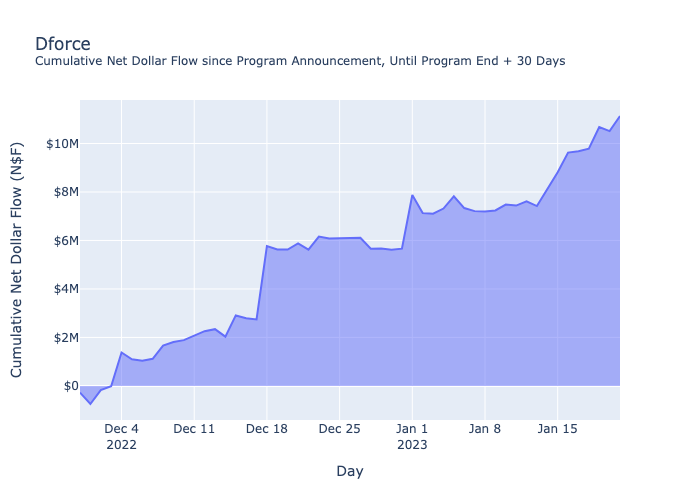 Dforce
Cumulative Net Dollar Flow since Program Announcement, Until Program End + 30 Days
Cumulative Net Dollar Flow (N$F)
$10M
$8M
$6M
$4M
$2M
$0
Dec 4
2022
Dec 11
Dec 18
Dec 25
Jan 1
2023
Jan 8
Jan 15
Day